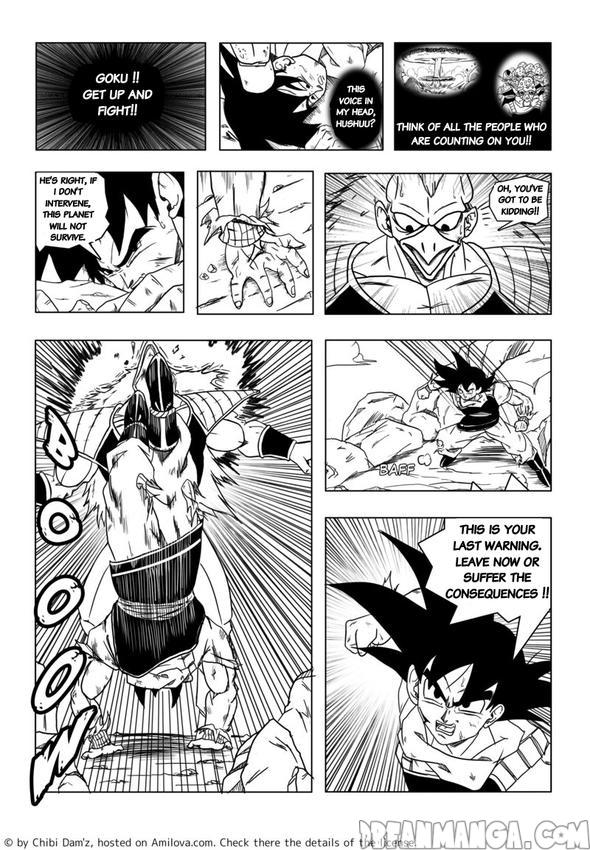 GOKU !!
GET UP AND
FIGHT!!
THIS
VOICE IN
MY HEAD,
HUSHUU?
THINK OF ALL THE PEOPLE WHO
ARE COUNTING ON YOU!!
HE'S RIGHT, IF
I DON'T
INTERVENE,
THIS PLANET
WILL NOT
SURVIVE.
OH, YOU'VE
GOT TO BE
KIDDING!!
BOOOM
BAFF
THIS IS YOUR
LAST WARNING.
LEAVE NOW OR
SUFFER THE
CONSEQUENCES !!
DREAMMANGA.COM
© by Chibi Dam'z, hosted on Amilova.com. Check there the details of the license.